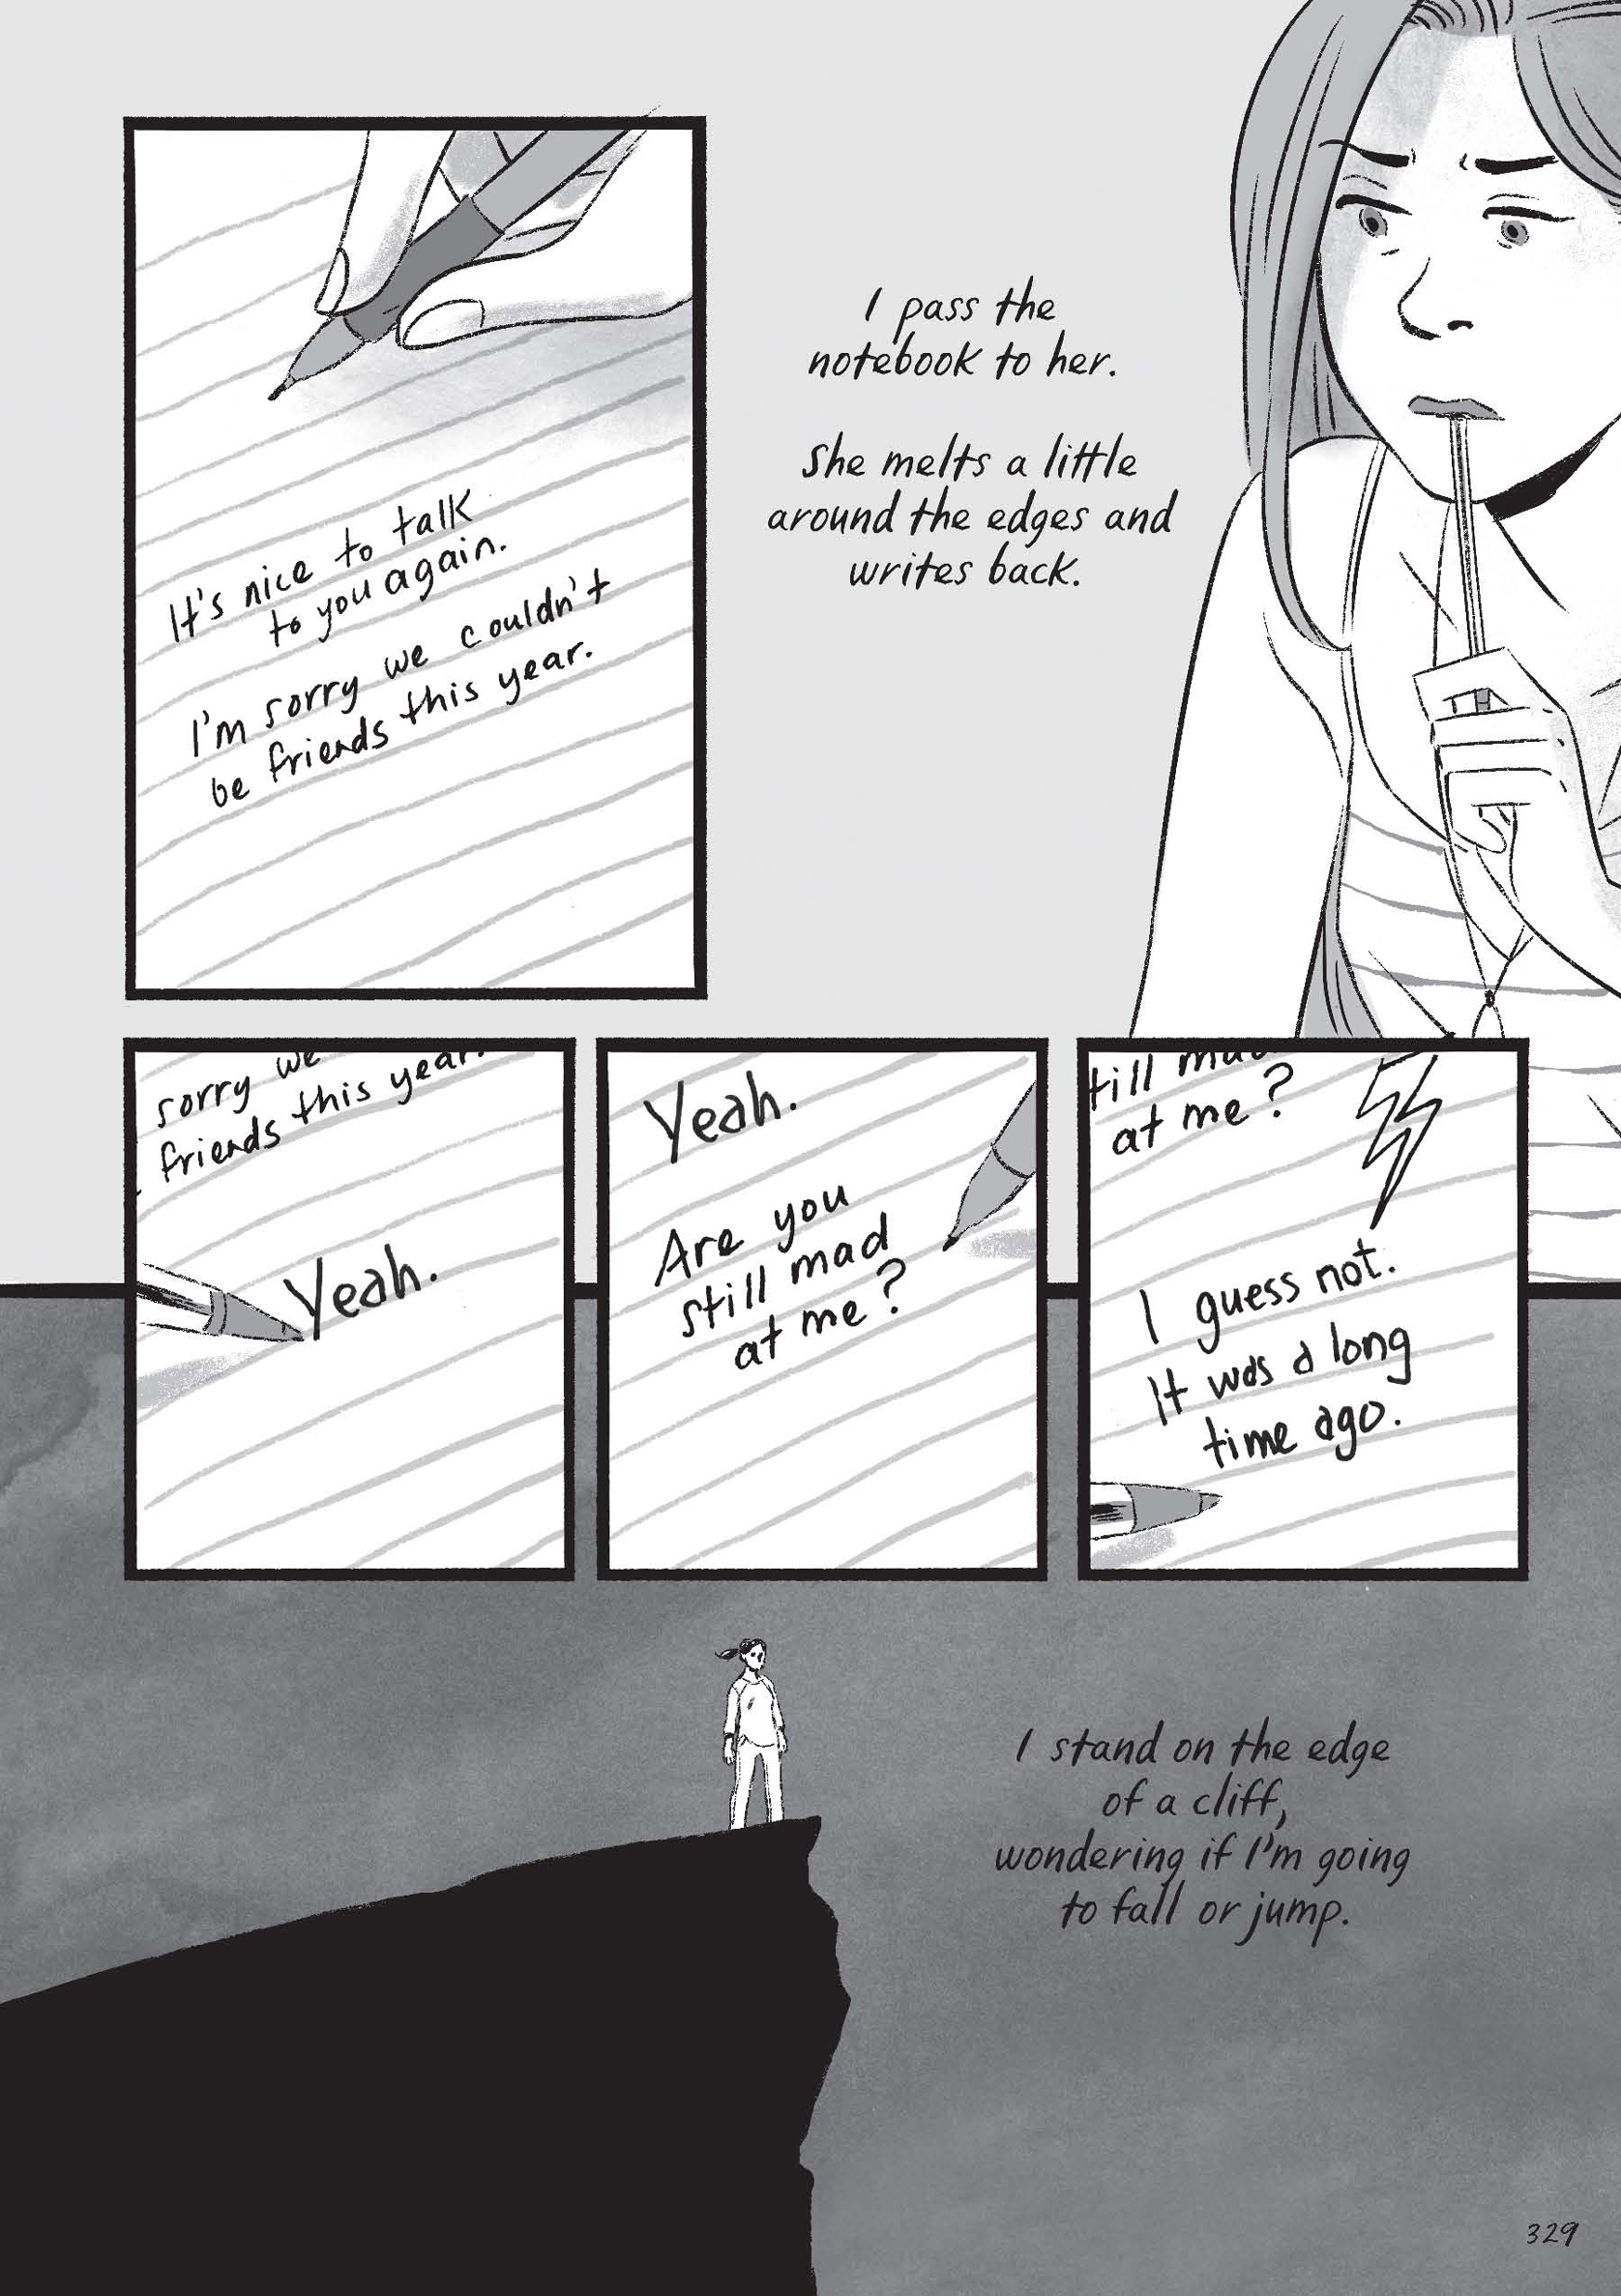 It's nice to talk
to you again.
I'm sorry we couldn't
be friends this year.
I pass the
notebook to her.
She melts a little
around the edges and
writes back.
sorry we
friends this year.
Yeah.
Yeah.
Are you
still mad
at me?
till mad
at me?
I guess not.
It was a long
time ago.
I stand on the edge
of a cliff,
wondering if I'm going
to fall or jump.
329